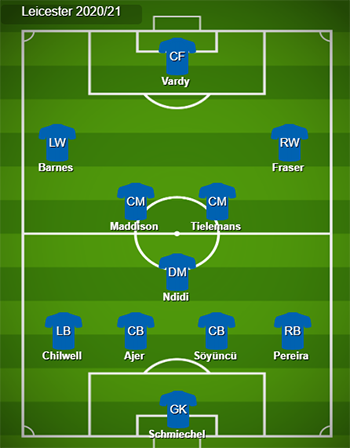 Leicester 2020/21
CF
Vardy
LW
RW
Barnes
Fraser
CM
CM
Maddison
Tielemans
DM
Ndidi
LB
CB
CB
RB
Chilwell
Ajer
Söyüncü
Pereira
GK
Schmiechel